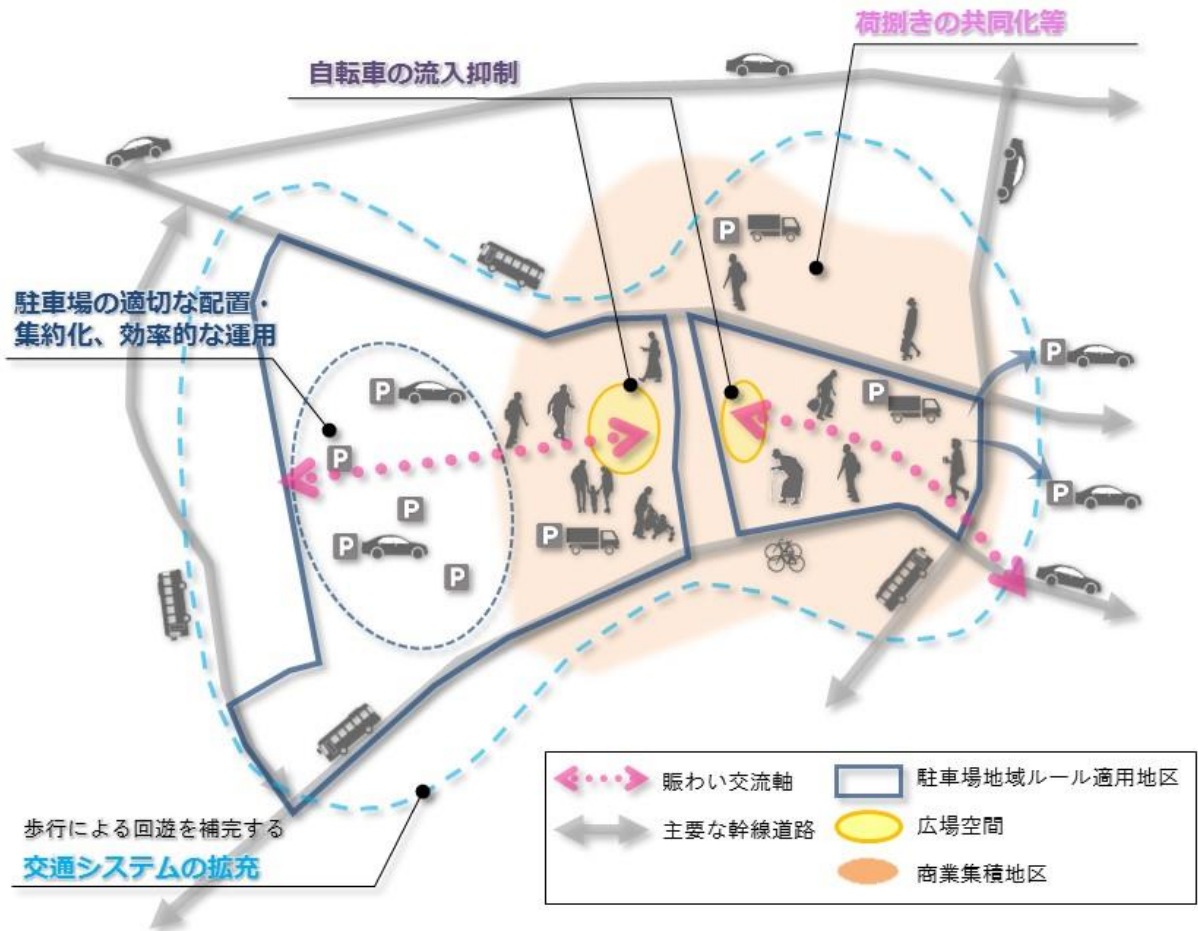 荷捌きの共同化等
自転車の流入抑制
P
駐車場の適切な配置・
集約化、効率的な運用
P
P
P
P
P
P
P
P
P
歩行による回遊を補完する
交通システムの拡充
賑わい交流軸
駐車場地域ルール適用地区
主要な幹線道路
広場空間
商業集積地区